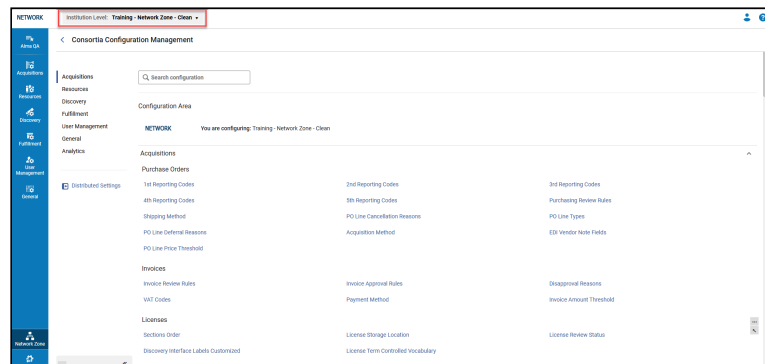 NETWORK
Institution Level: Training - Network Zone - Clean
Alma QA
Acquisitions
Resources
Discovery
Fulfillment
User Management
General
Network Zone
Consortia Configuration Management
Acquisitions
Resources
Discovery
Fulfillment
User Management
General
Analytics
Distributed Settings
Search configuration
Configuration Area
NETWORK You are configuring: Training - Network Zone - Clean
Acquisitions
Purchase Orders
1st Reporting Codes 2nd Reporting Codes 3rd Reporting Codes
4th Reporting Codes 5th Reporting Codes Purchasing Review Rules
Shipping Method PO Line Cancellation Reasons PO Line Types
PO Line Deferral Reasons Acquisition Method EDI Vendor Note Fields
PO Line Price Threshold
Invoices
Invoice Review Rules Invoice Approval Rules Disapproval Reasons
VAT Codes Payment Method Invoice Amount Threshold
Licenses
Sections Order License Storage Location License Review Status
Discovery Interface Labels Customized License Term Controlled Vocabulary